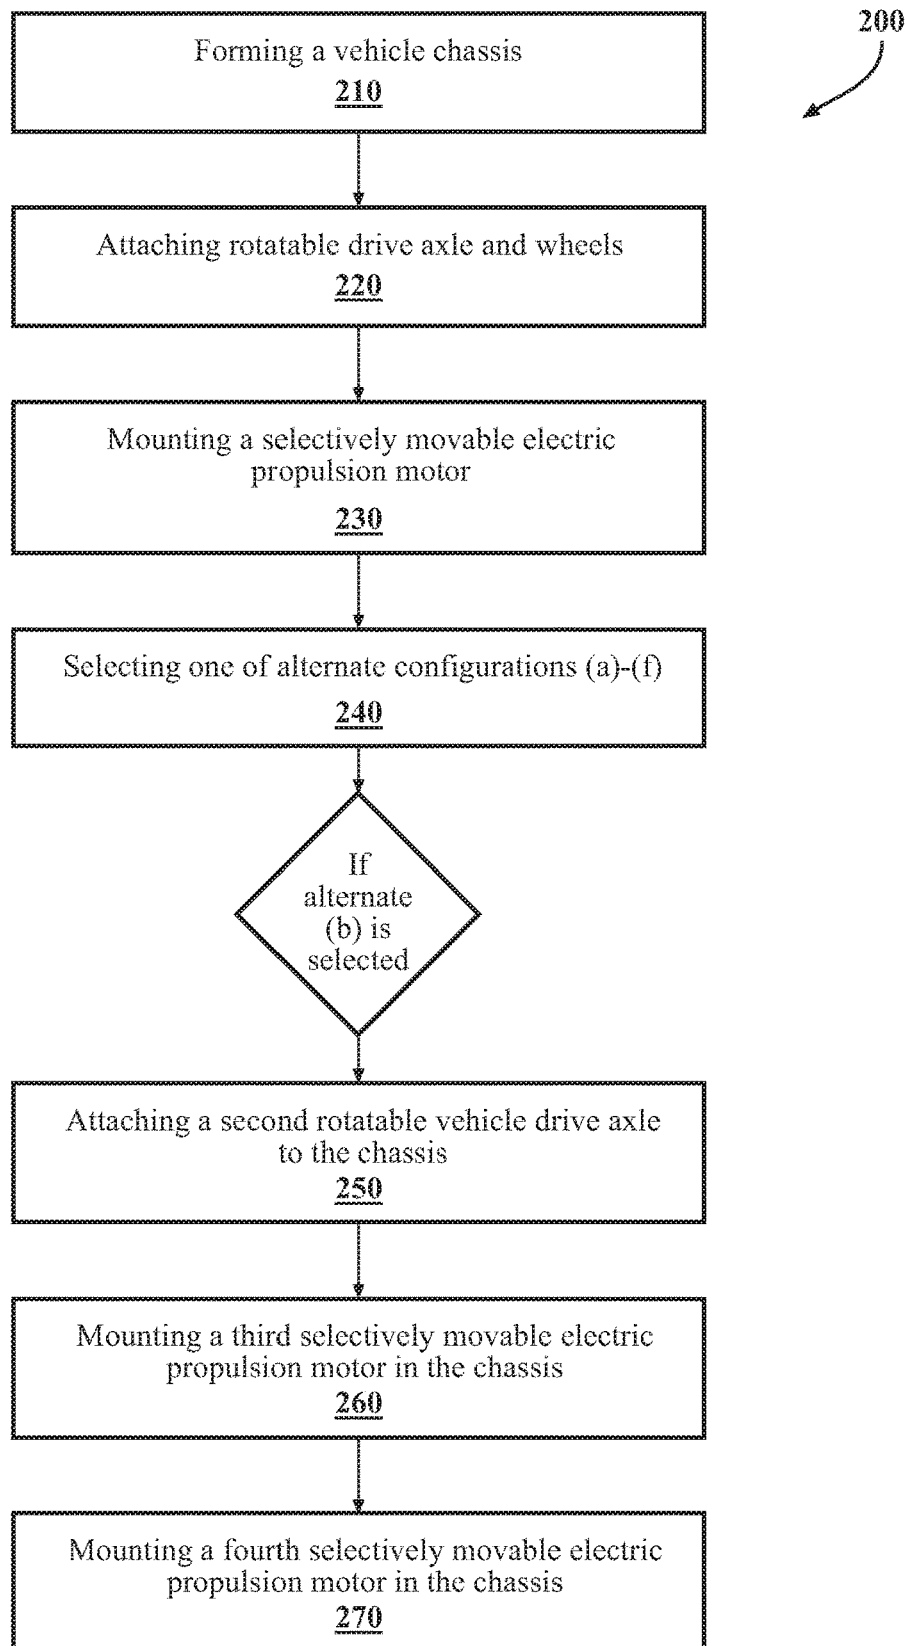 200
Forming a vehicle chassis
210
Attaching rotatable drive axle and wheels
220
Mounting a selectively movable electric
propulsion motor
230
Selecting one of alternate configurations (a)-(f)
240
If
alternate
(b) is
selected
Attaching a second rotatable vehicle drive axle
to the chassis
250
Mounting a third selectively movable electric
propulsion motor in the chassis
260
Mounting a fourth selectively movable electric
propulsion motor in the chassis
270